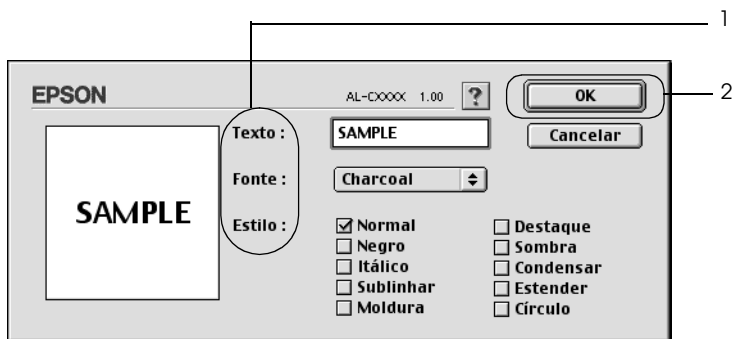 1
EPSON
AL-CXXXX 1.00
?
OK
2
Texto :
SAMPLE
Cancelar
Fonte :
Charcoal
SAMPLE
Estilo :
Normal
Destaque
Negro
Sombra
Itálico
Condensar
Sublinhar
Estender
Moldura
Círculo